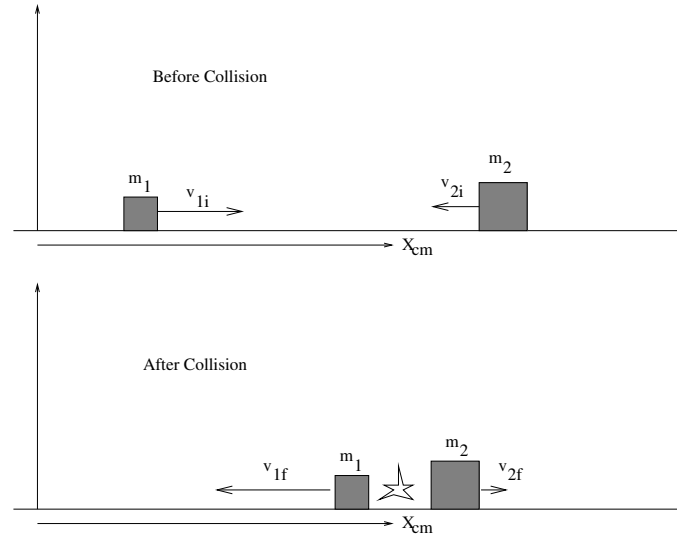 Before Collision
m1
v1i
v2i
m2
Xcm
After Collision
v1f
m1
m2
v2f
Xcm